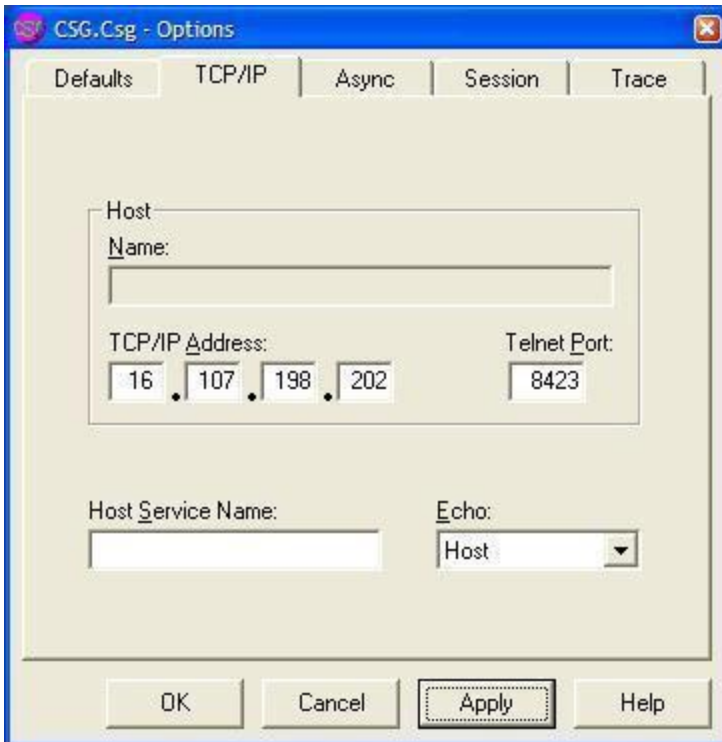 CSG CSG.Csg - Options
Defaults TCP/IP Async Session Trace
Host
Name:
TCP/IP Address: Telnet Port:
16 . 107 . 198 . 202 8423
Host Service Name: Echo:
Host
OK Cancel Apply Help